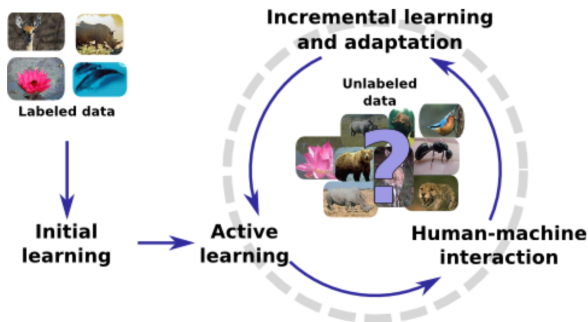 Incremental learning
and adaptation
Labeled data
Unlabeled
data
?
Initial
learning
Active
learning
Human-machine
interaction